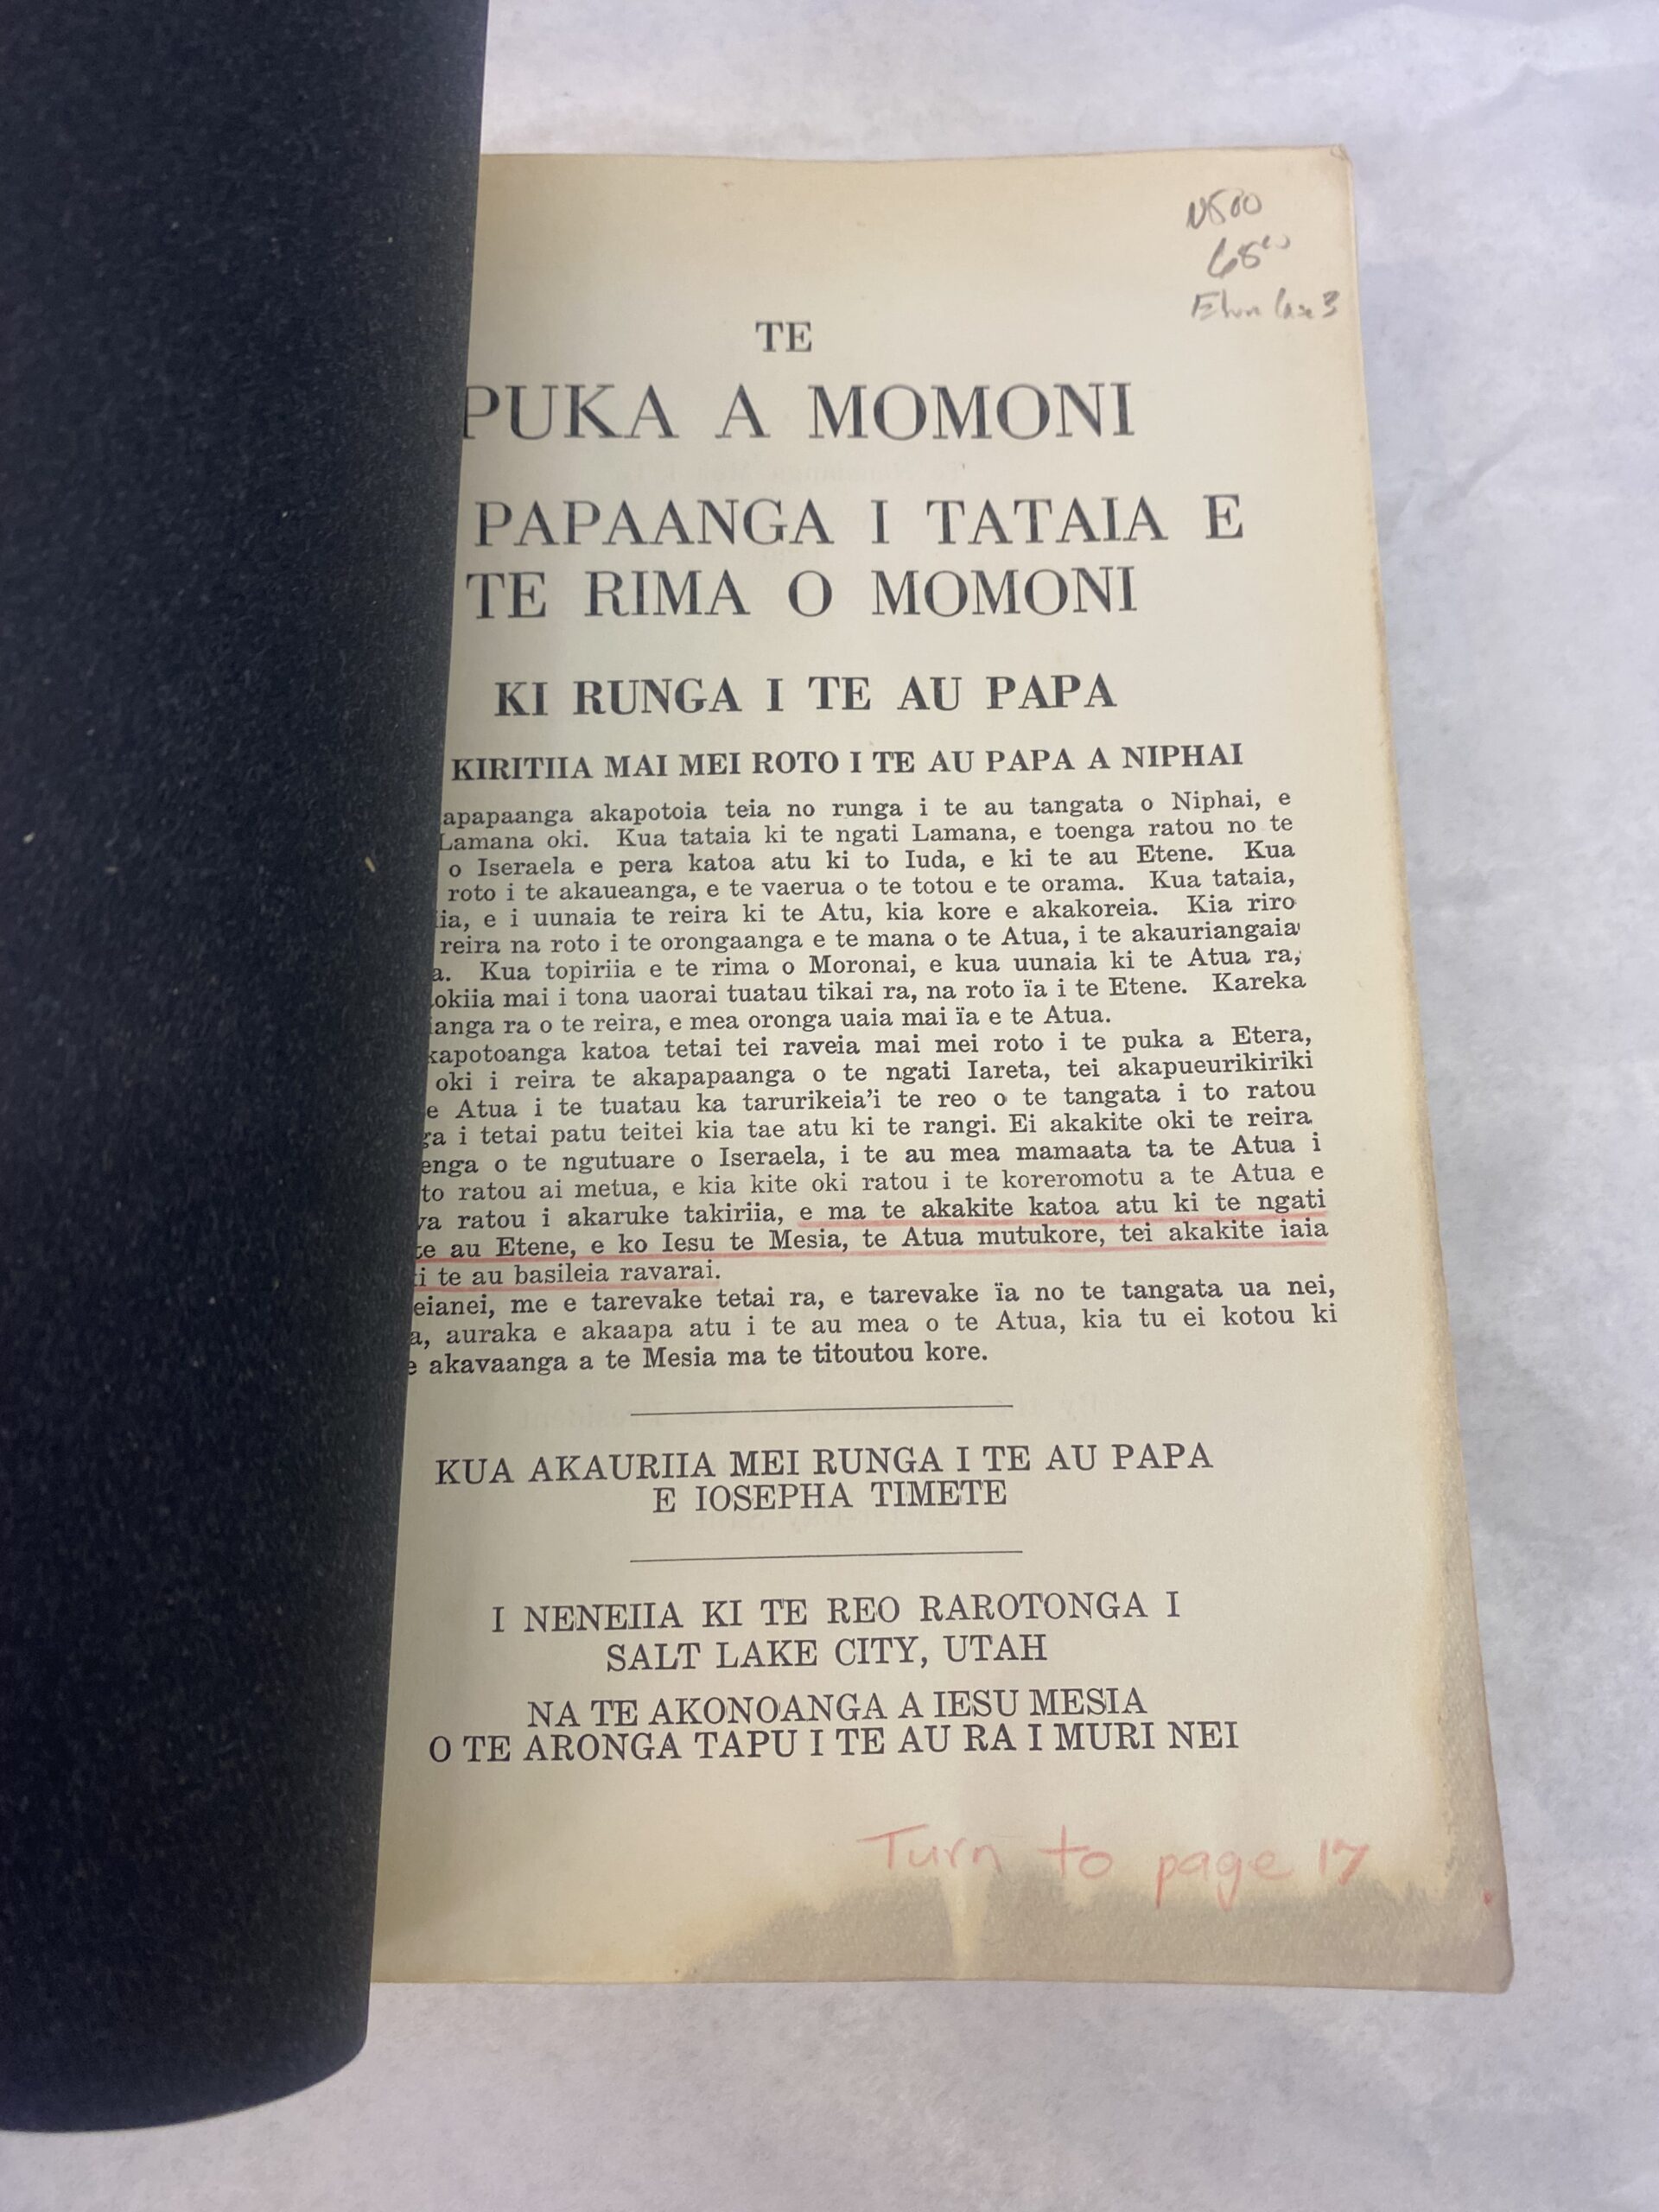 TE
PUKA A MOMONI
PAPAANGA I TATAIA E
TE RIMA O MOMONI
KI RUNGA I TE AU PAPA
KIRITIIA MAI MEI ROTO I TE AU PAPA A NIPHAI
apapaanga akapotoia teia no runga i te au tangata o Niphai, e
Lamana oki. Kua tataia ki te ngati Lamana, e toenga ratou no te
o Iseraela e pera katoa atu ki to Iuda, e ki te au Etene. Kua
roto i te akaueanga, e te vaerua o te totou e te orama. Kua tataia,
iia, e i uunaia te reira ki te Atu, kia kore e akakoreia. Kia riro
reira na roto i te orongaanga e te mana o te Atua, i te akauriangaia
a. Kua topiriia e te rima o Moronai, e kua uunaia ki te Atua ra,
okiia mai i tona uaorai tuatau tikai ra, na roto ïa i te Etene. Kareka
ianga ra o te reira, e mea oronga uaia mai ïa e te Atua.
kapotoanga katoa tetai tei raveia mai mei roto i te puka a Etera,
oki i reira te akapapaanga o te ngati Iareta, tei akapueurikiriki
e Atua i te tuatau ka tarurikeia'i te reo o te tangata i to ratou
ga i tetai patu teitei kia tae atu ki te rangi. Ei akakite oki te reira
enga o te ngutuare o Iseraela, i te au mea mamaata ta te Atua i
to ratou ai metua, e kia kite oki ratou i te koreromotu a te Atua e
va ratou i akaruke takiriia, e ma te akakite katoa atu ki te ngati
te au Etene, e ko Iesu te Mesia, te Atua mutukore, tei akakite iaia
i te au basileia ravarai.
eianei, me e tarevake tetai ra, e tarevake ïa no te tangata ua nei,
a, auraka e akaapa atu i te au mea o te Atua, kia tu ei kotou ki
e akavaanga a te Mesia ma te titoutou kore.
KUA AKAURIIA MEI RUNGA I TE AU PAPA
E IOSEPHA TIMETE
I NENEIIA KI TE REO RAROTONGA I
SALT LAKE CITY, UTAH
NA TE AKONOANGA A IESU MESIA
O TE ARONGA TAPU I TE AU RA I MURI NEI
Turn to page 17